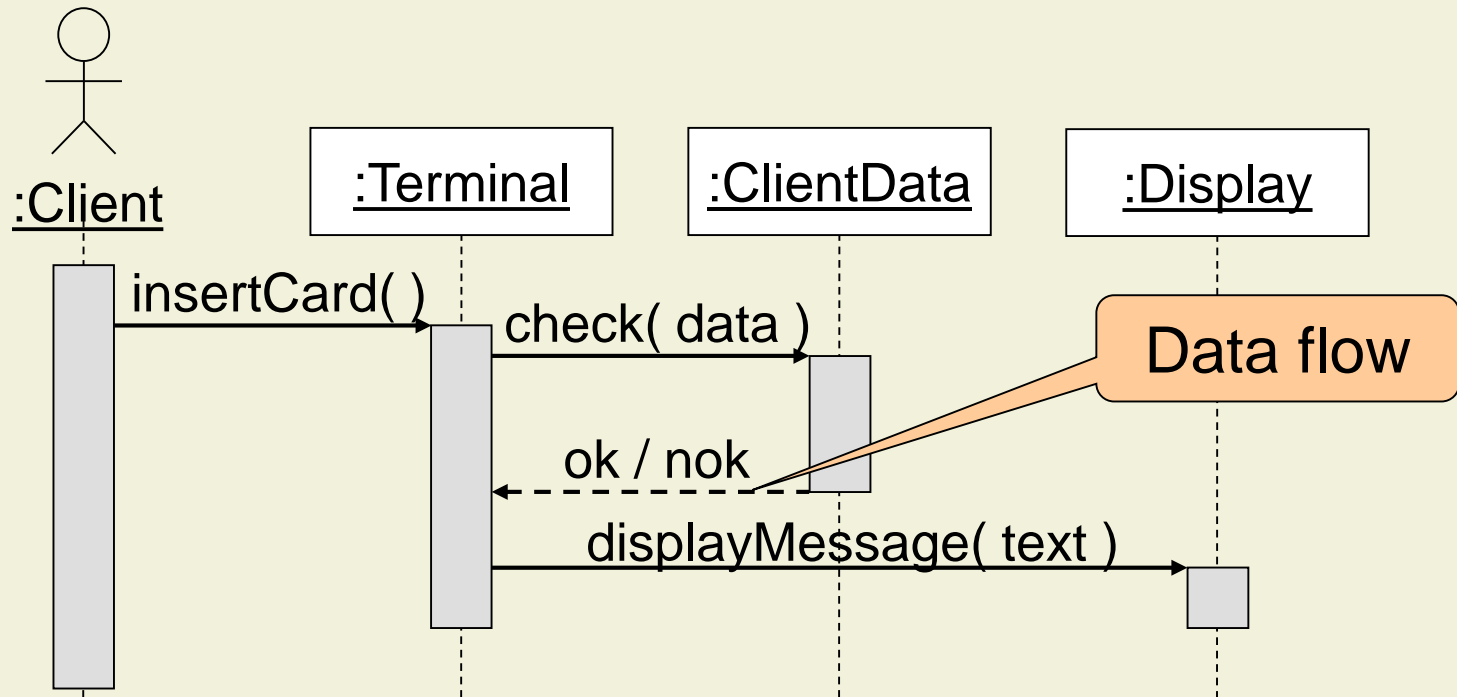 :Client
:Terminal
:ClientData
:Display
insertCard( )
check( data )
Data flow
ok / nok
displayMessage( text )